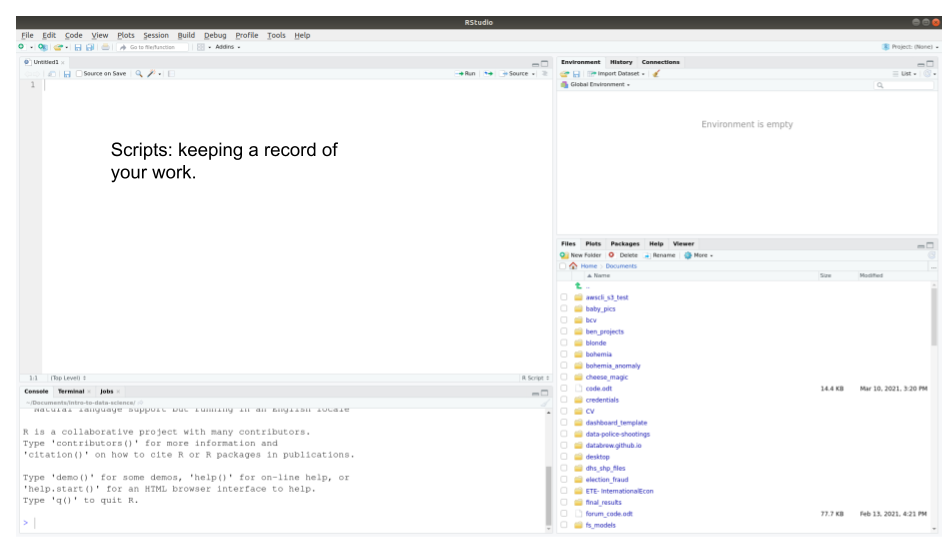 RStudio
File Edit Code View Plots Session Build Debug Profile Tools Help
Go to file/function Addins
Project: (None)
Untitled1
Source on Save Run Source
1
Scripts: keeping a record of
your work.
1:1 (Top Level) R Script
Console Terminal Jobs
~/Documents/intro-to-data-science/
Natural language support but running in an English locale
R is a collaborative project with many contributors.
Type 'contributors()' for more information and
'citation()' on how to cite R or R packages in publications.
Type 'demo()' for some demos, 'help()' for on-line help, or
'help.start()' for an HTML browser interface to help.
Type 'q()' to quit R.
>
Environment History Connections
Import Dataset List
Global Environment
Environment is empty
Files Plots Packages Help Viewer
New Folder Delete Rename More
Home Documents
Name Size Modified
..
awscli_s3_test
baby_pics
bcv
ben_projects
blonde
bohemia
bohemia_anomaly
cheese_magic
code.odt 14.4 KB Mar 10, 2021, 3:20 PM
credentials
CV
dashboard_template
data-police-shootings
databrew.github.io
desktop
dhs_shp_files
election_fraud
ETE- InternationalEcon
final_results
forum_code.odt 77.7 KB Feb 13, 2021, 4:21 PM
fs_models